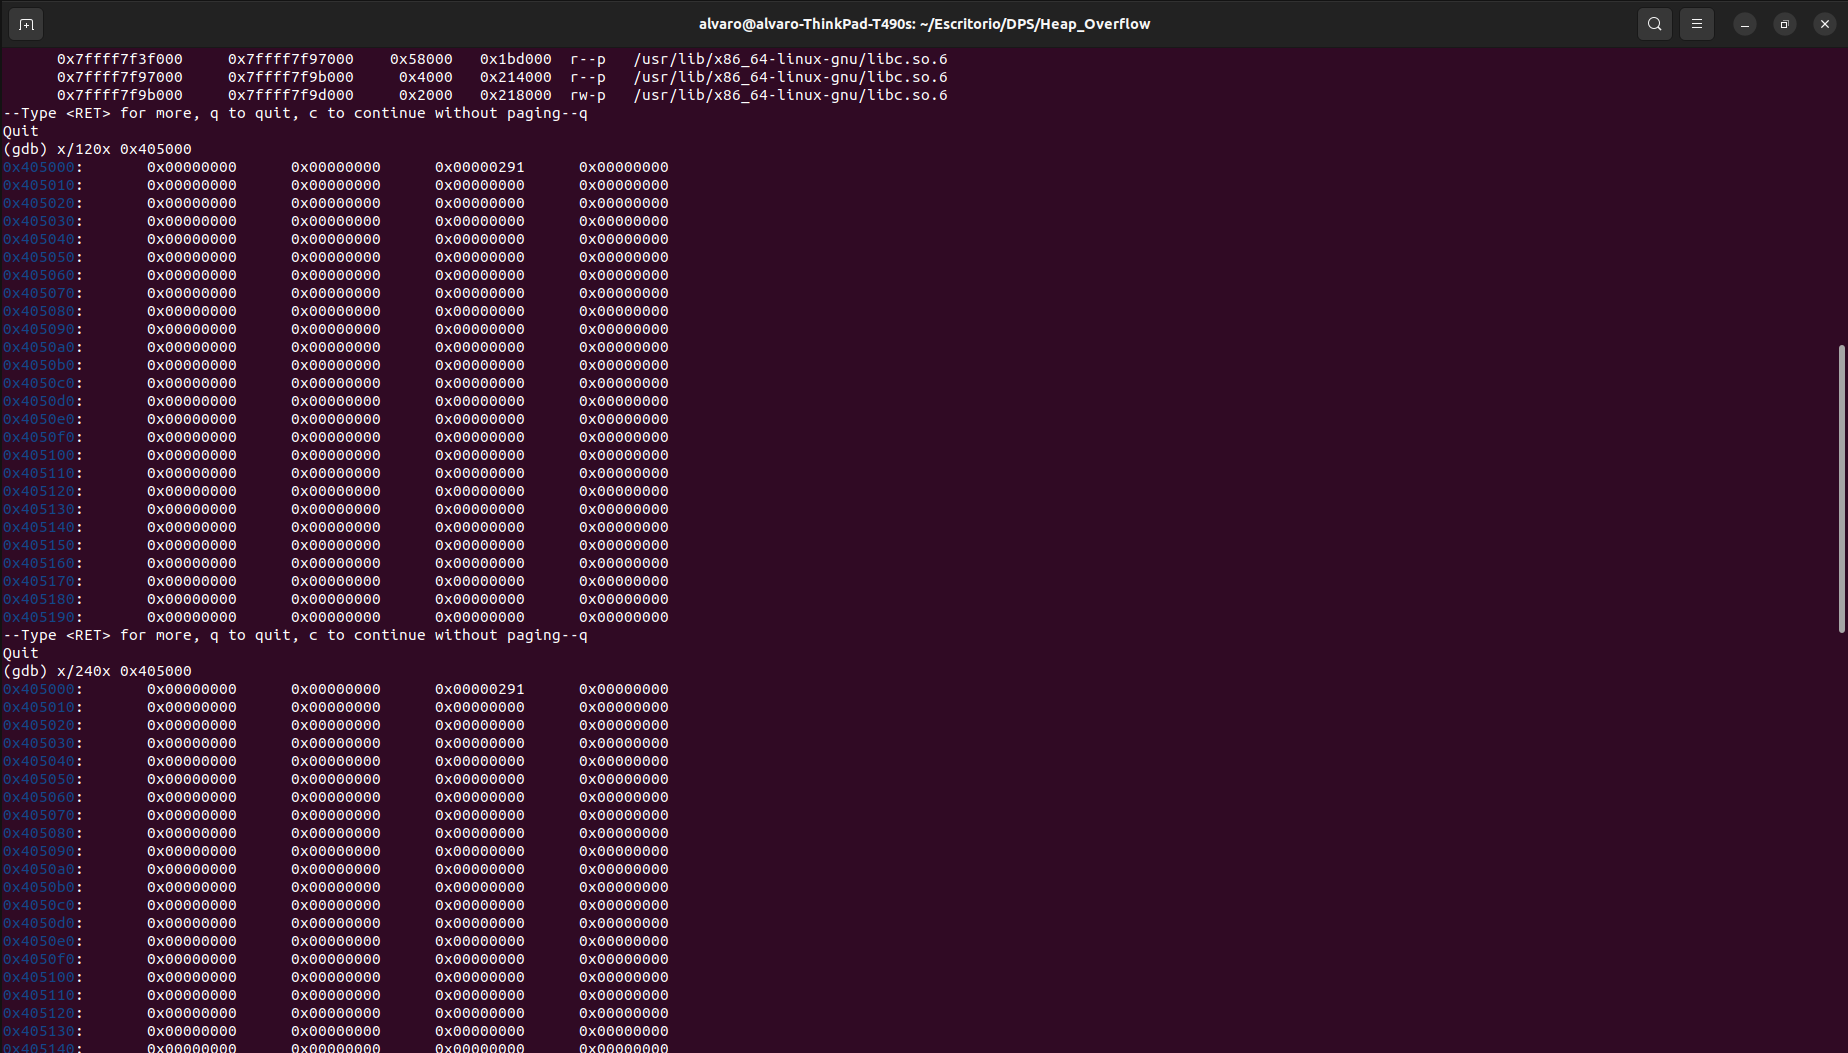 alvaro@alvaro-ThinkPad-T490s: ~/Escritorio/DPS/Heap_Overflow
0x7ffff7f3f000 0x7ffff7f97000 0x58000 0x1bd000 r--p /usr/lib/x86_64-linux-gnu/libc.so.6
0x7ffff7f97000 0x7ffff7f9b000 0x4000 0x214000 r--p /usr/lib/x86_64-linux-gnu/libc.so.6
0x7ffff7f9b000 0x7ffff7f9d000 0x2000 0x218000 rw-p /usr/lib/x86_64-linux-gnu/libc.so.6
--Type <RET> for more, q to quit, c to continue without paging--q
Quit
(gdb) x/120x 0x405000
0x405000: 0x00000000 0x00000000 0x00000291 0x00000000
0x405010: 0x00000000 0x00000000 0x00000000 0x00000000
0x405020: 0x00000000 0x00000000 0x00000000 0x00000000
0x405030: 0x00000000 0x00000000 0x00000000 0x00000000
0x405040: 0x00000000 0x00000000 0x00000000 0x00000000
0x405050: 0x00000000 0x00000000 0x00000000 0x00000000
0x405060: 0x00000000 0x00000000 0x00000000 0x00000000
0x405070: 0x00000000 0x00000000 0x00000000 0x00000000
0x405080: 0x00000000 0x00000000 0x00000000 0x00000000
0x405090: 0x00000000 0x00000000 0x00000000 0x00000000
0x4050a0: 0x00000000 0x00000000 0x00000000 0x00000000
0x4050b0: 0x00000000 0x00000000 0x00000000 0x00000000
0x4050c0: 0x00000000 0x00000000 0x00000000 0x00000000
0x4050d0: 0x00000000 0x00000000 0x00000000 0x00000000
0x4050e0: 0x00000000 0x00000000 0x00000000 0x00000000
0x4050f0: 0x00000000 0x00000000 0x00000000 0x00000000
0x405100: 0x00000000 0x00000000 0x00000000 0x00000000
0x405110: 0x00000000 0x00000000 0x00000000 0x00000000
0x405120: 0x00000000 0x00000000 0x00000000 0x00000000
0x405130: 0x00000000 0x00000000 0x00000000 0x00000000
0x405140: 0x00000000 0x00000000 0x00000000 0x00000000
0x405150: 0x00000000 0x00000000 0x00000000 0x00000000
0x405160: 0x00000000 0x00000000 0x00000000 0x00000000
0x405170: 0x00000000 0x00000000 0x00000000 0x00000000
0x405180: 0x00000000 0x00000000 0x00000000 0x00000000
0x405190: 0x00000000 0x00000000 0x00000000 0x00000000
--Type <RET> for more, q to quit, c to continue without paging--q
Quit
(gdb) x/240x 0x405000
0x405000: 0x00000000 0x00000000 0x00000291 0x00000000
0x405010: 0x00000000 0x00000000 0x00000000 0x00000000
0x405020: 0x00000000 0x00000000 0x00000000 0x00000000
0x405030: 0x00000000 0x00000000 0x00000000 0x00000000
0x405040: 0x00000000 0x00000000 0x00000000 0x00000000
0x405050: 0x00000000 0x00000000 0x00000000 0x00000000
0x405060: 0x00000000 0x00000000 0x00000000 0x00000000
0x405070: 0x00000000 0x00000000 0x00000000 0x00000000
0x405080: 0x00000000 0x00000000 0x00000000 0x00000000
0x405090: 0x00000000 0x00000000 0x00000000 0x00000000
0x4050a0: 0x00000000 0x00000000 0x00000000 0x00000000
0x4050b0: 0x00000000 0x00000000 0x00000000 0x00000000
0x4050c0: 0x00000000 0x00000000 0x00000000 0x00000000
0x4050d0: 0x00000000 0x00000000 0x00000000 0x00000000
0x4050e0: 0x00000000 0x00000000 0x00000000 0x00000000
0x4050f0: 0x00000000 0x00000000 0x00000000 0x00000000
0x405100: 0x00000000 0x00000000 0x00000000 0x00000000
0x405110: 0x00000000 0x00000000 0x00000000 0x00000000
0x405120: 0x00000000 0x00000000 0x00000000 0x00000000
0x405130: 0x00000000 0x00000000 0x00000000 0x00000000
0x405140: 0x00000000 0x00000000 0x00000000 0x00000000